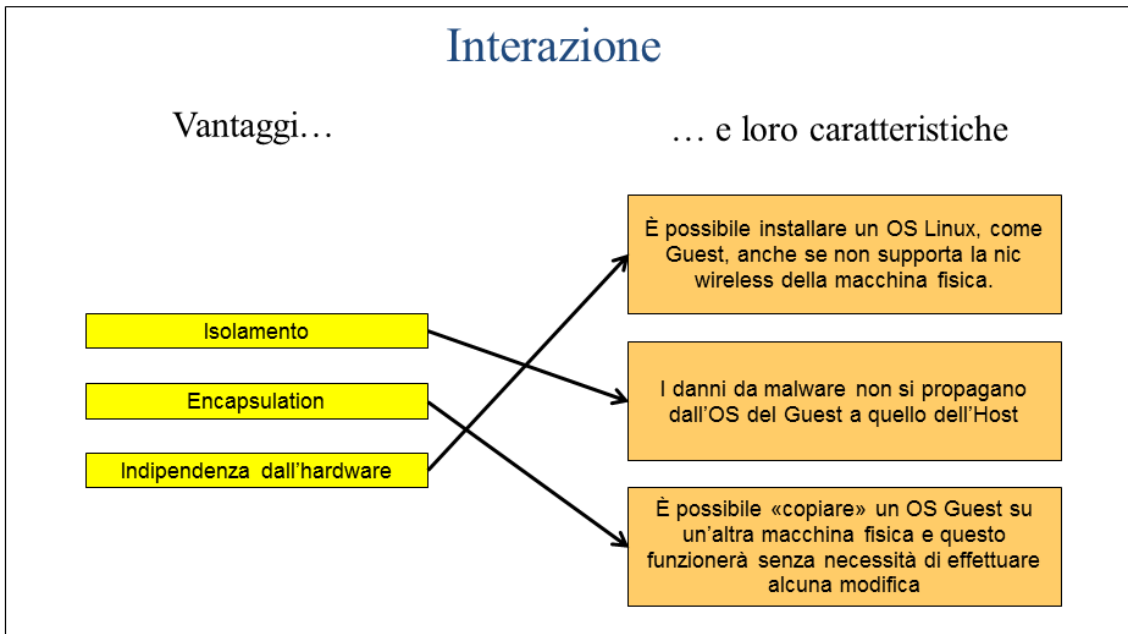 Interazione
Vantaggi…
… e loro caratteristiche
È possibile installare un OS Linux, come
Guest, anche se non supporta la nic
wireless della macchina fisica.
Isolamento
I danni da malware non si propagano
dall’OS del Guest a quello dell’Host
Encapsulation
Indipendenza dall’hardware
È possibile «copiare» un OS Guest su
un’altra macchina fisica e questo
funzionerà senza necessità di effettuare
alcuna modifica